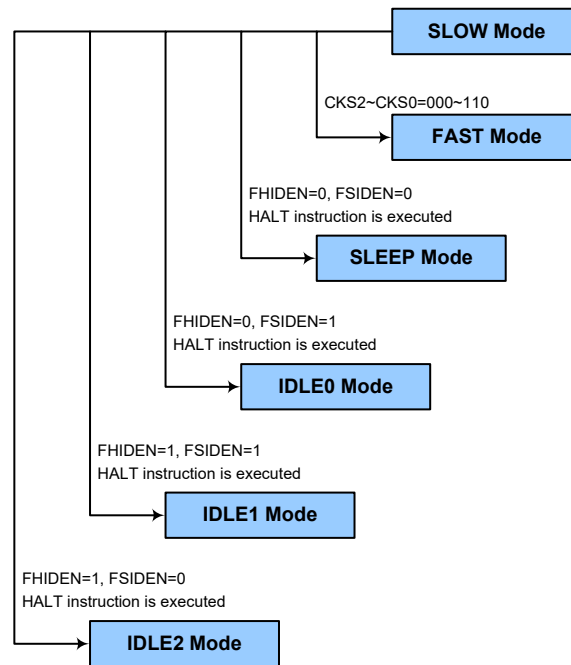 SLOW Mode
CKS2~CKS0=000~110
FAST Mode
FHIDEN=0, FSIDEN=0
HALT instruction is executed
SLEEP Mode
FHIDEN=0, FSIDEN=1
HALT instruction is executed
IDLE0 Mode
FHIDEN=1, FSIDEN=1
HALT instruction is executed
IDLE1 Mode
FHIDEN=1, FSIDEN=0
HALT instruction is executed
IDLE2 Mode